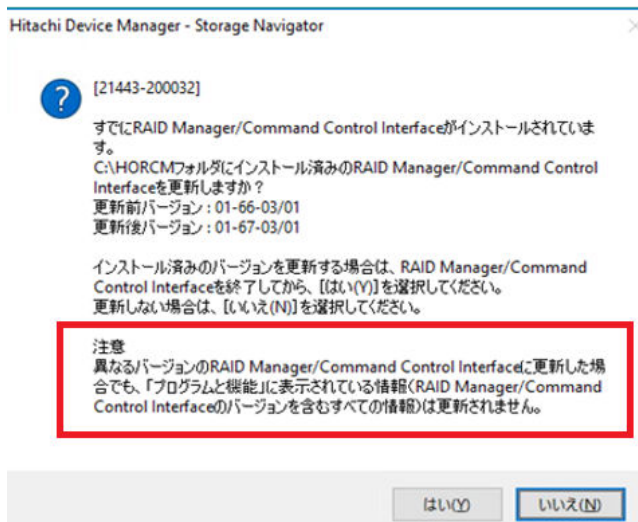 Hitachi Device Manager - Storage Navigator
[21443-200032]
すでにRAID Manager/Command Control Interfaceがインストールされていま
す。
C:\HORCMフォルダにインストール済みのRAID Manager/Command Control
Interfaceを更新しますか？
更新前バージョン : 01-66-03/01
更新後バージョン : 01-67-03/01
インストール済みのバージョンを更新する場合は、RAID Manager/Command
Control Interfaceを終了してから、[はい(Y)]を選択してください。
更新しない場合は、[いいえ(N)]を選択してください。
注意
異なるバージョンのRAID Manager/Command Control Interfaceに更新した場
合でも、「プログラムと機能」に表示されている情報(RAID Manager/Command
Control Interfaceのバージョンを含むすべての情報)は更新されません。
はい(Y)
いいえ(N)